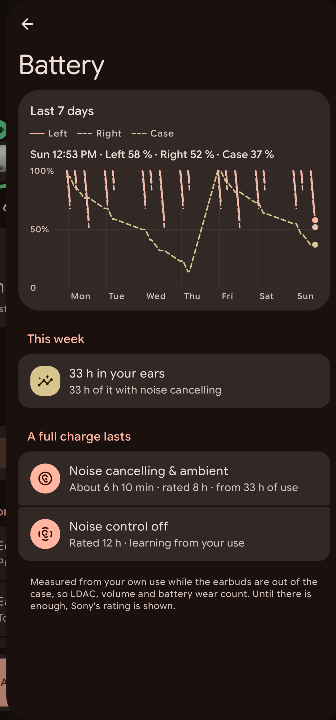 Battery
Last 7 days
Left Right Case
Sun 12:53 PM · Left 58 % · Right 52 % · Case 37 %
100%
50%
0
Mon Tue Wed Thu Fri Sat Sun
This week
33 h in your ears
33 h of it with noise cancelling
A full charge lasts
Noise cancelling & ambient
About 6 h 10 min · rated 8 h · from 33 h of use
Noise control off
Rated 12 h · learning from your use
Measured from your own use while the earbuds are out of the
case, so LDAC, volume and battery wear count. Until there is
enough, Sony's rating is shown.